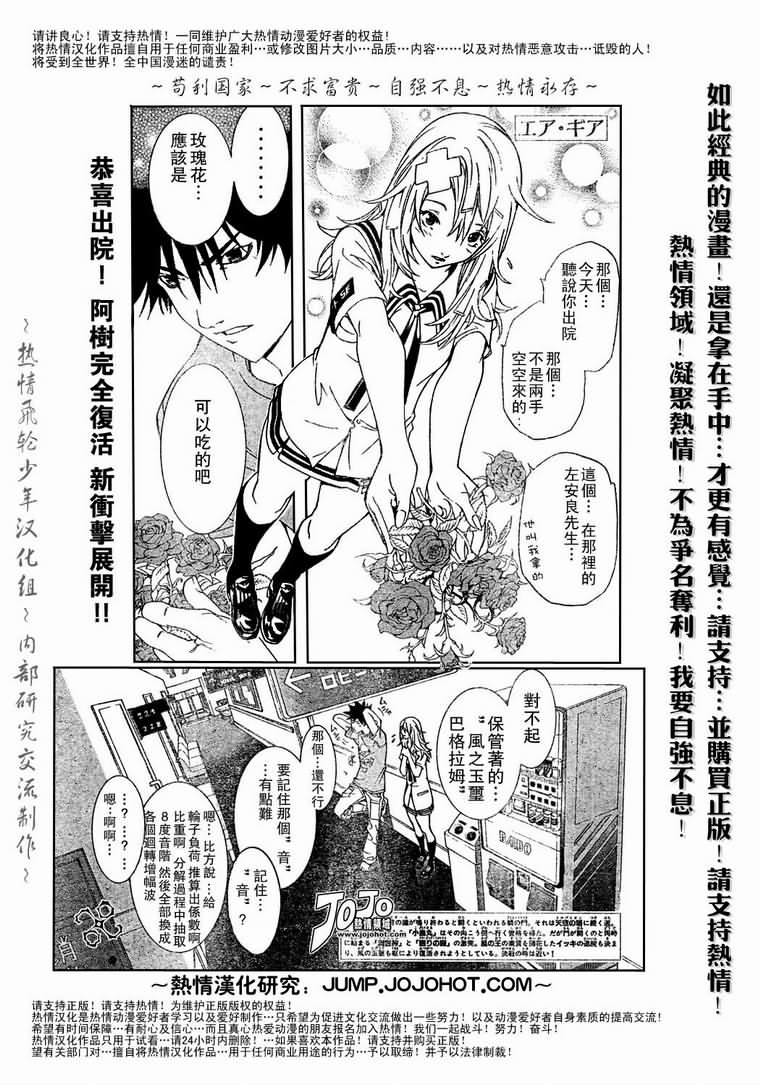 请讲良心！请支持热情！一同维护广大热情动漫爱好者的权益！
将热情汉化作品擅自用于任何商业盈利…或修改图片大小…品质…内容……以及对热情恶意攻击…诋毁的人！
将受到全世界！全中国漫迷的谴责！
～苟利国家～不求富贵～自强不息～热情永存～
如此經典的漫畫！還是拿在手中…才更有感覺…請支持…並購買正版！請支持熱情！
熱情領域！凝聚熱情！不為爭名奪利！我要自強不息！
エア・ギア
那個…
今天…
聽說你出院
那個…
不是兩手
空空來的…
這個…在那裡的
左安良先生…
他叫我拿的
………
玫瑰花…
應該是
可以吃的吧
恭喜出院！ 阿樹完全復活 新衝擊展開!!
～热情飛轮少年汉化组～内部研究交流制作～
對不起
保管著的…
"風之玉璽"
巴格拉姆
那個…還不行
要記住那個"音"
…有點難
記住…
"音"？
嗯…比方說…給
輪子負荷 推算出係數啊
比重啊 分解過程中抽取
8度音階 然後全部換成
各個迴轉增幅波
…？……？…
嗯…啊啊…
JOJO
熱情領域
www.jojohot.com
～熱情漢化研究：JUMP.JOJOHOT.COM～
请支持正版！请支持热情！为维护正版版权的权益！
热情汉化作品…是热情动漫爱好者学习以及爱好制作…只希望为促进文化交流做出一些努力！以及动漫爱好者自身素质的提高交流！
希望有时间保障…有耐心及信心…而且真心热爱动漫的朋友报名加入热情！我们一起战斗！努力！奋斗！
热情汉化作品只用于试看…请24小时内删除！…如果喜欢本作品！请支持并购买正版！
望有关部门对…擅自将热情汉化作品…用于任何商业用途的行为…予以取缔！并予以法律制裁！